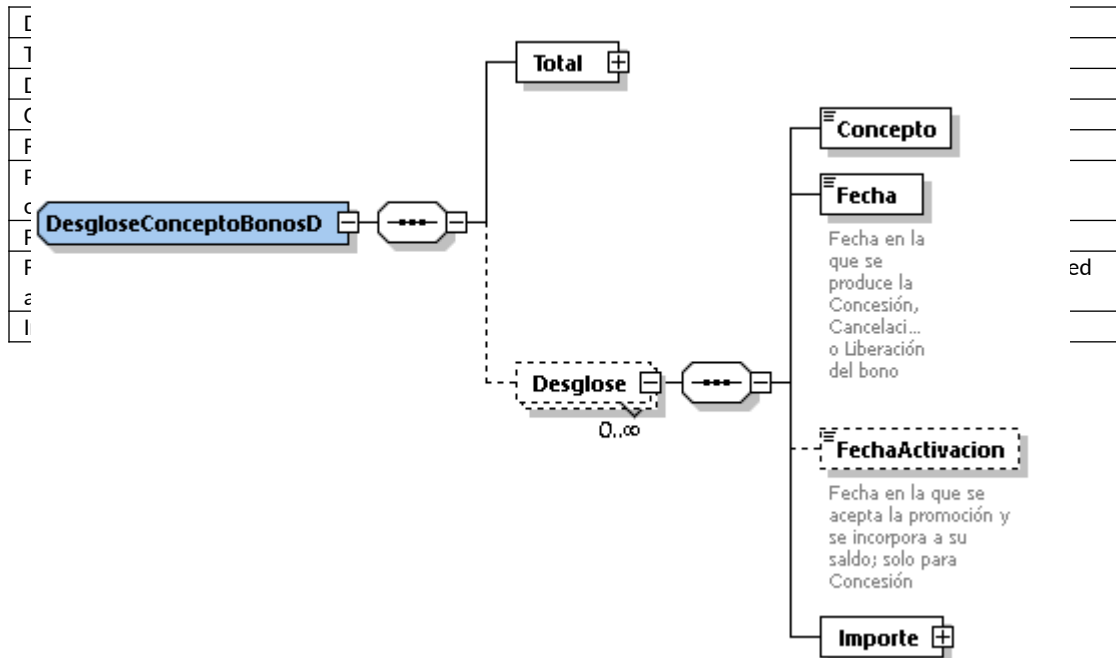 Total
Concepto
Fecha
Fecha en la
que se
produce la
Concesión,
Cancelaci...
o Liberación
del bono
DesgloseConceptoBonosD
Desglose
0..∞
FechaActivacion
Fecha en la que se
acepta la promoción y
se incorpora a su
saldo; solo para
Concesión
Importe
ed